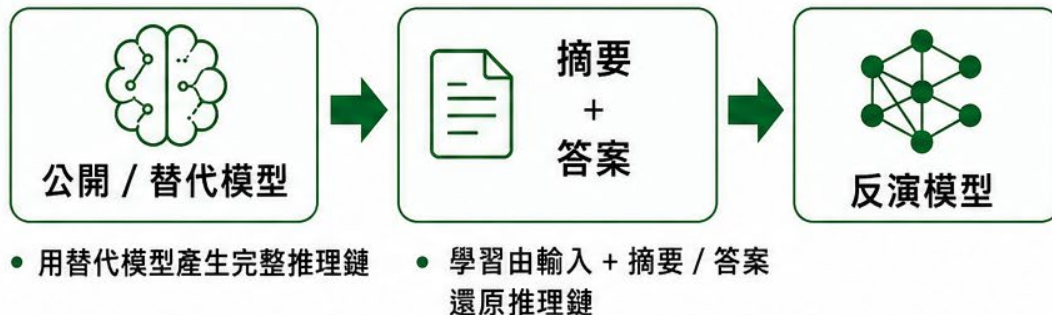 公開 / 替代模型
摘要
+
答案
反演模型
• 用替代模型產生完整推理鏈
• 學習由輸入 + 摘要 / 答案
還原推理鏈